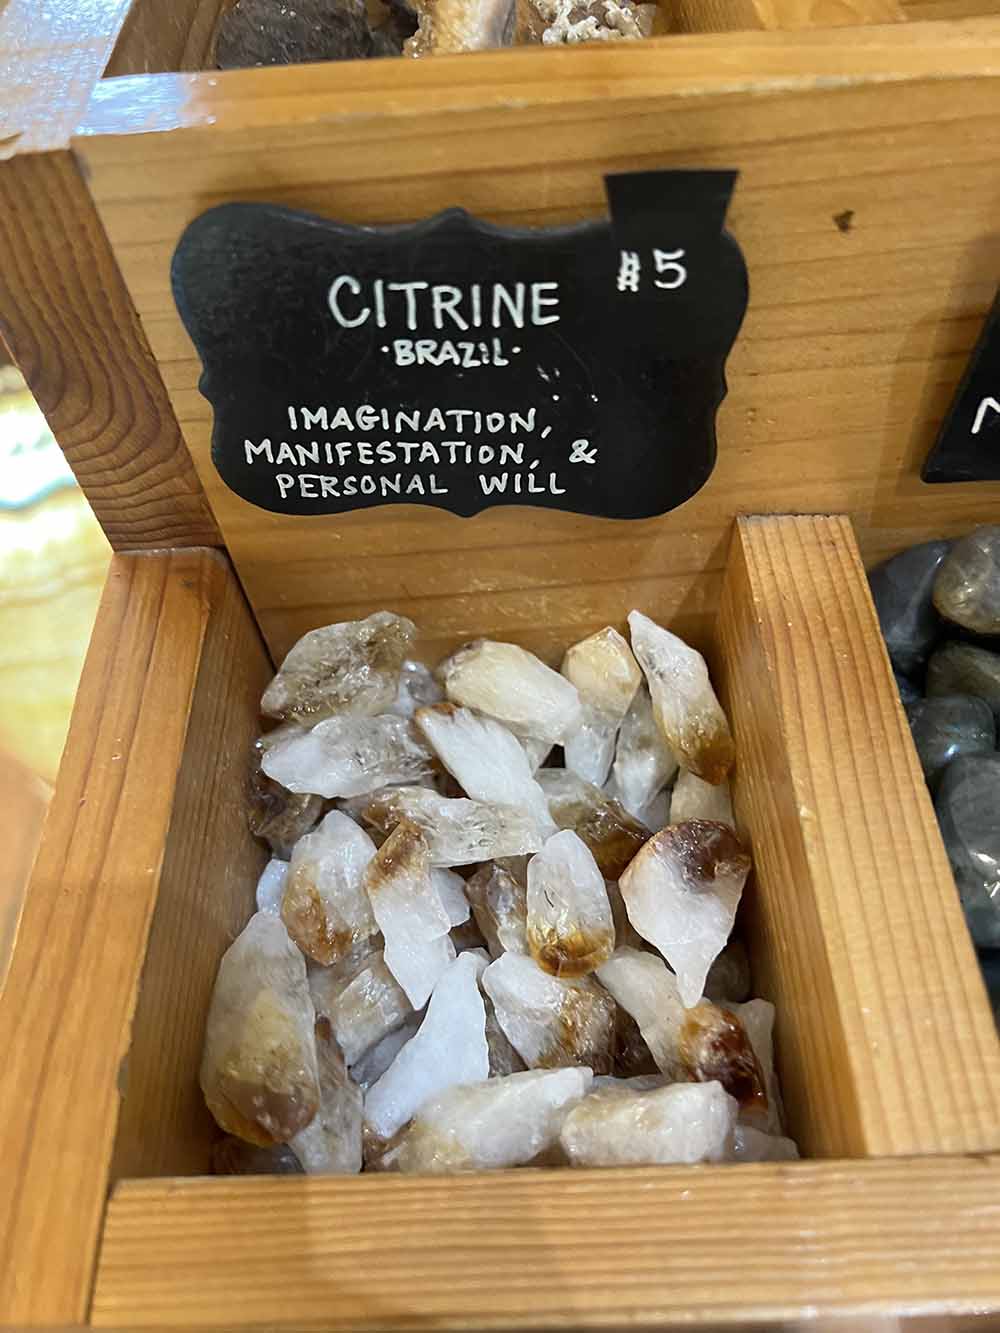 CITRINE
#5
·BRAZIL·
IMAGINATION,
MANIFESTATION, &
PERSONAL WILL